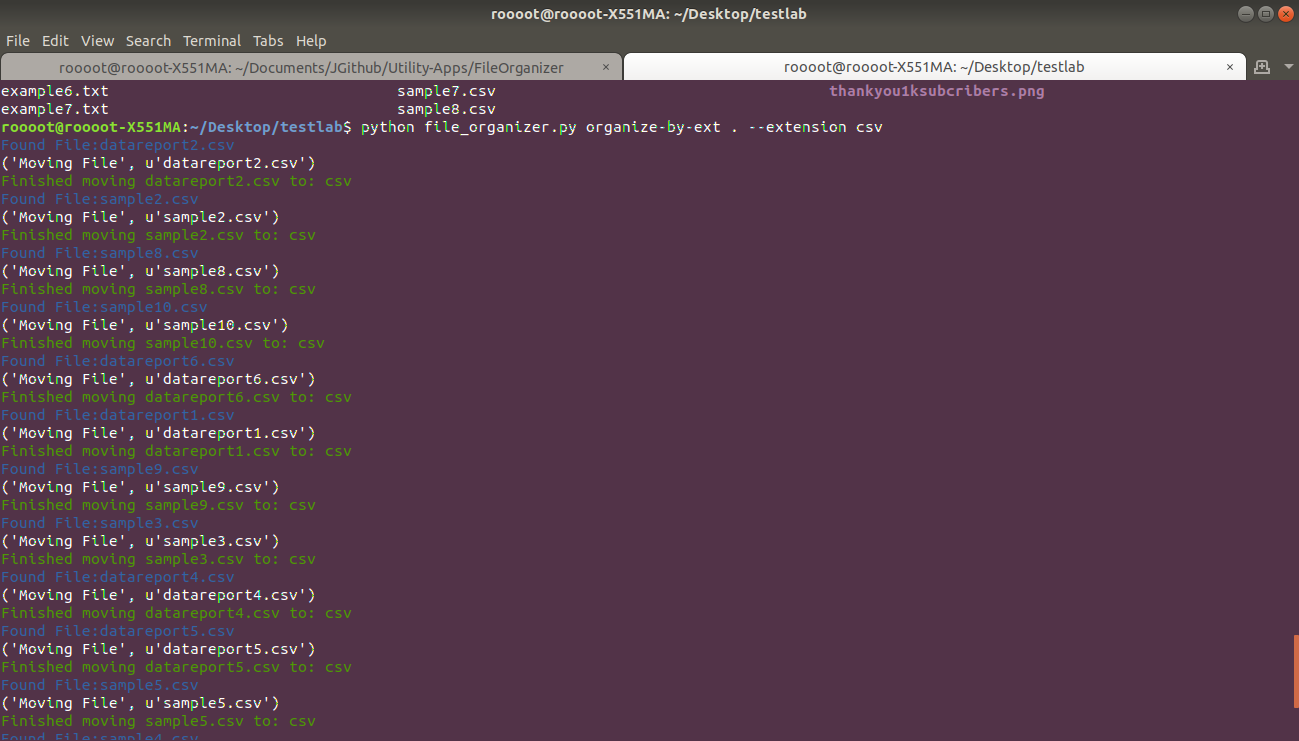 roooot@roooot-X551MA: ~/Desktop/testlab
File Edit View Search Terminal Tabs Help
roooot@roooot-X551MA: ~/Documents/JGithub/Utility-Apps/FileOrganizer × roooot@roooot-X551MA: ~/Desktop/testlab ×
example6.txt sample7.csv thankyou1ksubcribers.png
example7.txt sample8.csv
roooot@roooot-X551MA:~/Desktop/testlab$ python file_organizer.py organize-by-ext . --extension csv
Found File:datareport2.csv
('Moving File', u'datareport2.csv')
Finished moving datareport2.csv to: csv
Found File:sample2.csv
('Moving File', u'sample2.csv')
Finished moving sample2.csv to: csv
Found File:sample8.csv
('Moving File', u'sample8.csv')
Finished moving sample8.csv to: csv
Found File:sample10.csv
('Moving File', u'sample10.csv')
Finished moving sample10.csv to: csv
Found File:datareport6.csv
('Moving File', u'datareport6.csv')
Finished moving datareport6.csv to: csv
Found File:datareport1.csv
('Moving File', u'datareport1.csv')
Finished moving datareport1.csv to: csv
Found File:sample9.csv
('Moving File', u'sample9.csv')
Finished moving sample9.csv to: csv
Found File:sample3.csv
('Moving File', u'sample3.csv')
Finished moving sample3.csv to: csv
Found File:datareport4.csv
('Moving File', u'datareport4.csv')
Finished moving datareport4.csv to: csv
Found File:datareport5.csv
('Moving File', u'datareport5.csv')
Finished moving datareport5.csv to: csv
Found File:sample5.csv
('Moving File', u'sample5.csv')
Finished moving sample5.csv to: csv
Found File:sample4.csv